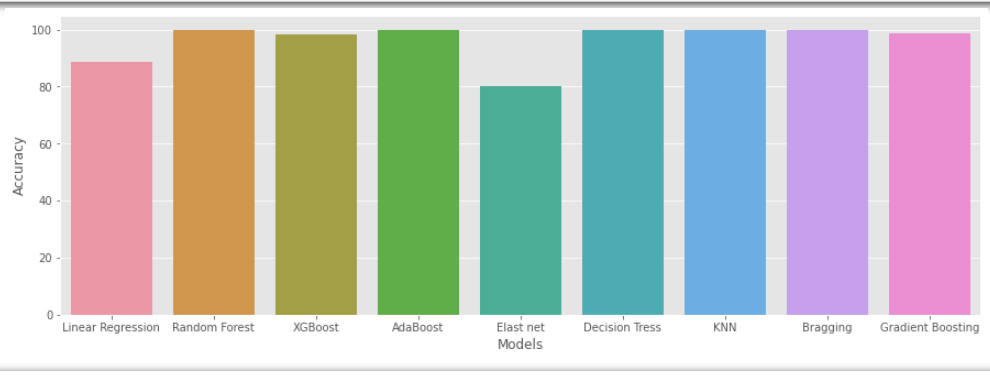 100
80
60
40
20
0
Accuracy
Linear Regression Random Forest XGBoost AdaBoost Elast net Decision Tress KNN Bragging Gradient Boosting
Models